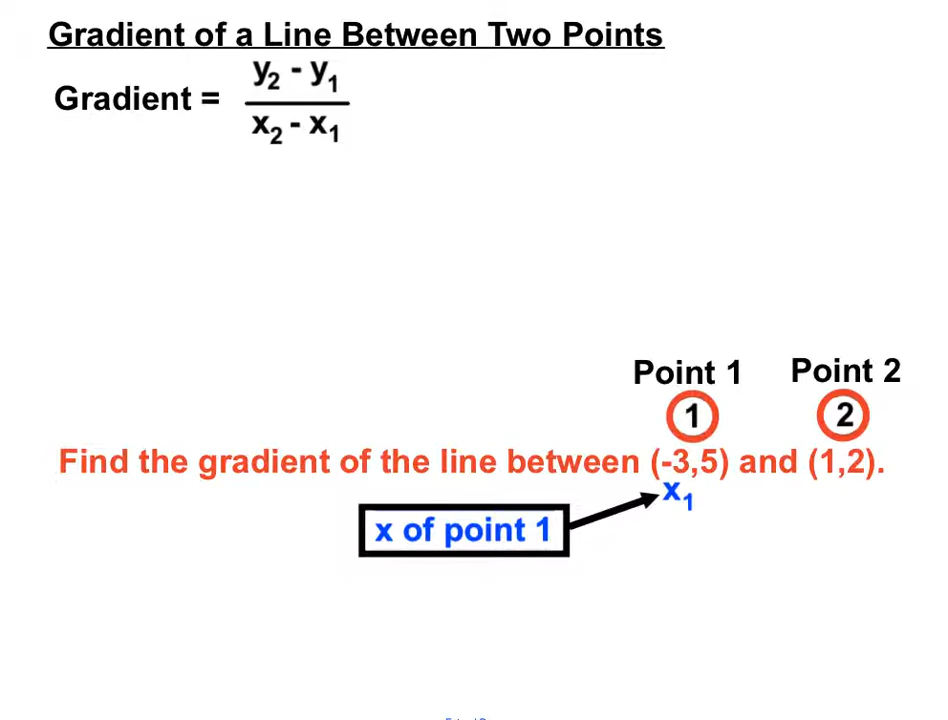 Gradient of a Line Between Two Points
Gradient = y₂ - y₁
x₂ - x₁
Point 1 Point 2
1 2
Find the gradient of the line between (-3,5) and (1,2).
x₁
x of point 1